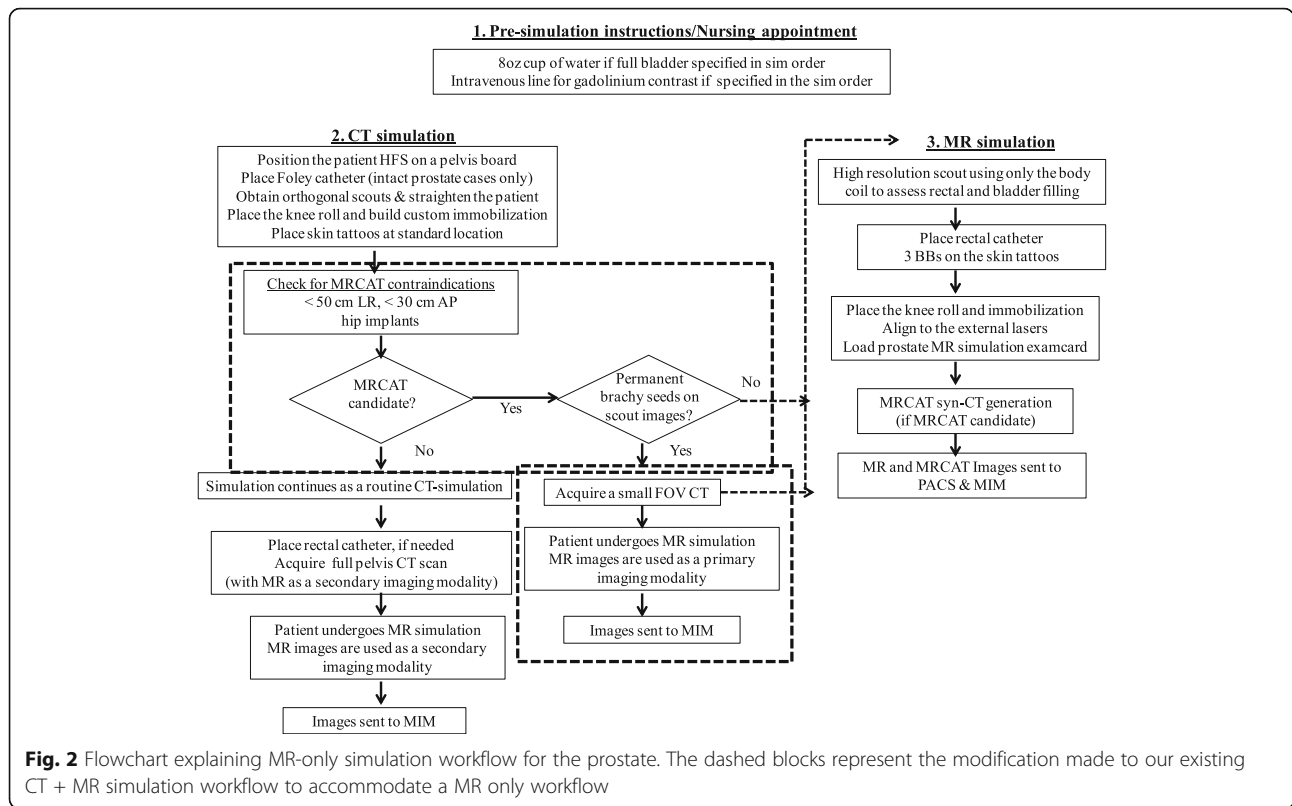 1. Pre-simulation instructions/Nursing appointment
8oz cup of water if full bladder specified in sim order
Intravenous line for gadolinium contrast if specified in the sim order
2. CT simulation
Position the patient HFS on a pelvis board
Place Foley catheter (intact prostate cases only)
Obtain orthogonal scouts & straighten the patient
Place the knee roll and build custom immobilization
Place skin tattoos at standard location
Check for MRCAT contraindications
< 50 cm LR, < 30 cm AP
hip implants
MRCAT
candidate?
Yes
No
Permanent
brachy seeds on
scout images?
No
Yes
Simulation continues as a routine CT-simulation
Place rectal catheter, if needed
Acquire full pelvis CT scan
(with MR as a secondary imaging modality)
Patient undergoes MR simulation
MR images are used as a secondary
imaging modality
Images sent to MIM
Acquire a small FOV CT
Patient undergoes MR simulation
MR images are used as a primary
imaging modality
Images sent to MIM
3. MR simulation
High resolution scout using only the body
coil to assess rectal and bladder filling
Place rectal catheter
3 BBs on the skin tattoos
Place the knee roll and immobilization
Align to the external lasers
Load prostate MR simulation examcard
MRCAT syn-CT generation
(if MRCAT candidate)
MR and MRCAT Images sent to
PACS & MIM
Fig. 2 Flowchart explaining MR-only simulation workflow for the prostate. The dashed blocks represent the modification made to our existing
CT + MR simulation workflow to accommodate a MR only workflow